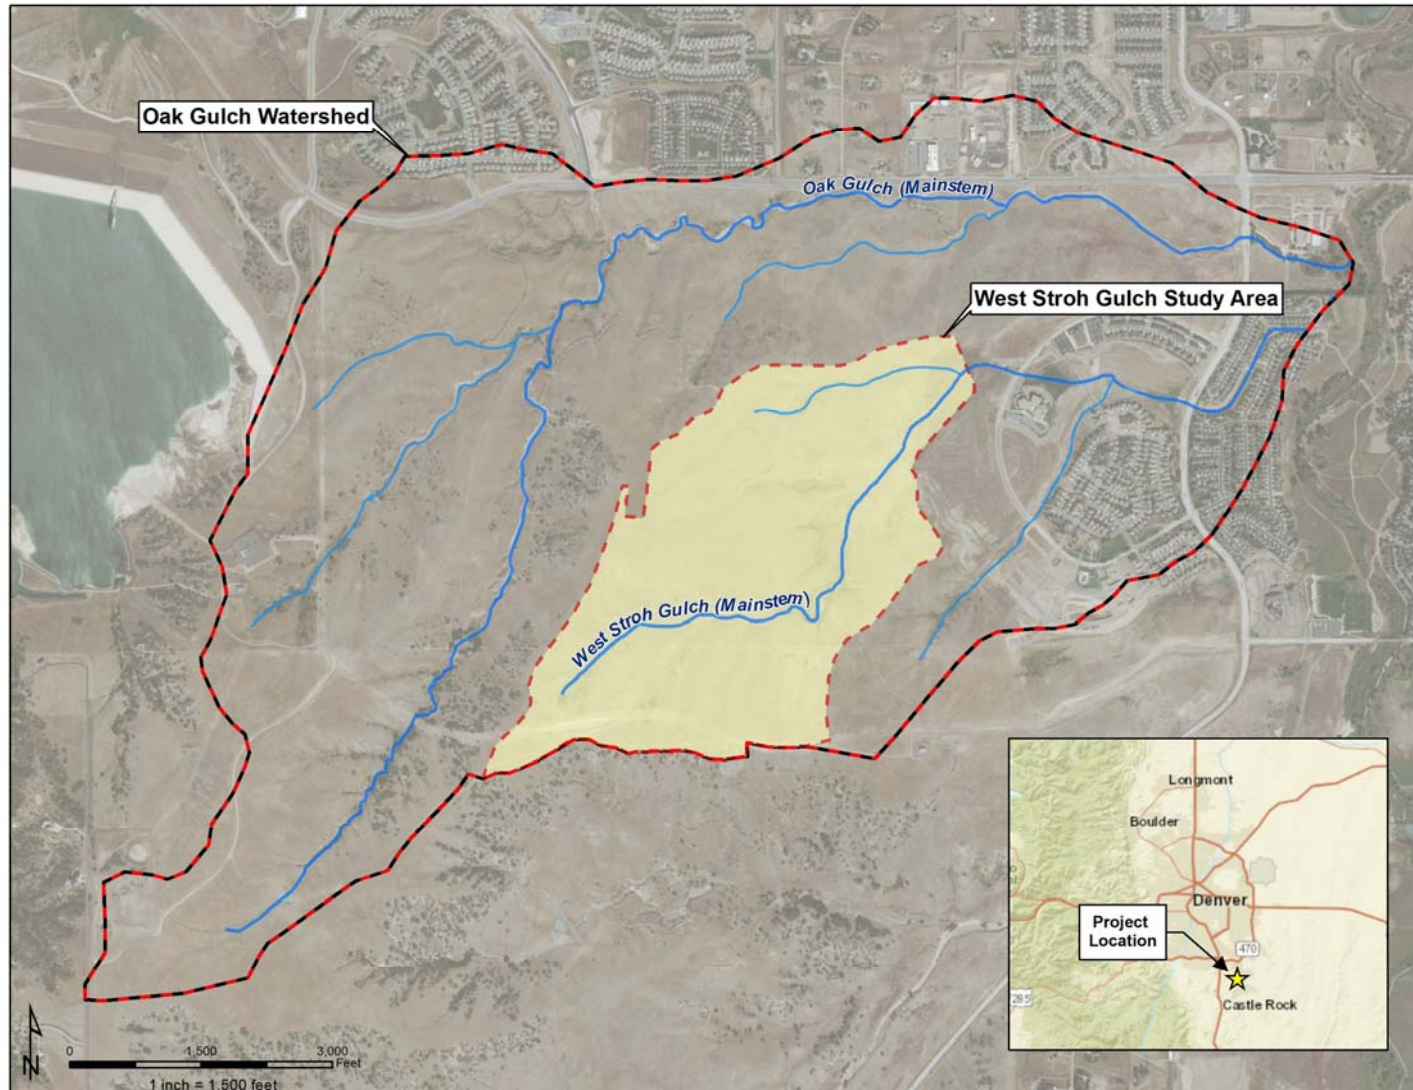 Oak Gulch Watershed
Oak Gulch (Mainstem)
West Stroh Gulch Study Area
West Stroh Gulch (Mainstem)
Longmont
Boulder
Denver
Project
Location
470
285
Castle Rock
N
0 1,500 3,000
Feet
1 inch = 1,500 feet